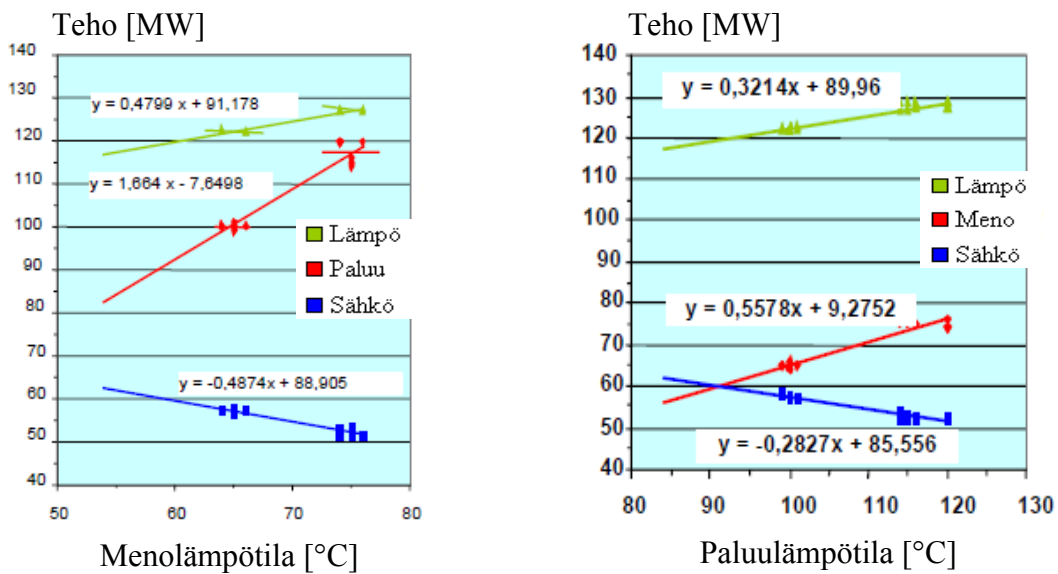 Teho [MW]
140
130
120
110
100
90
80
70
60
50
40
y = 0,4799 x + 91,178
y = 1,664 x - 7,6498
y = -0,4874x + 88,905
Lämpö
Paluu
Sähkö
50
60
70
80
Menolämpötila [°C]
Teho [MW]
140
130
120
110
100
90
80
70
60
50
40
y = 0,3214x + 89,96
y = 0,5578x + 9,2752
y = -0,2827x + 85,556
Lämpö
Meno
Sähkö
80
90
100
110
120
130
Paluulämpötila [°C]